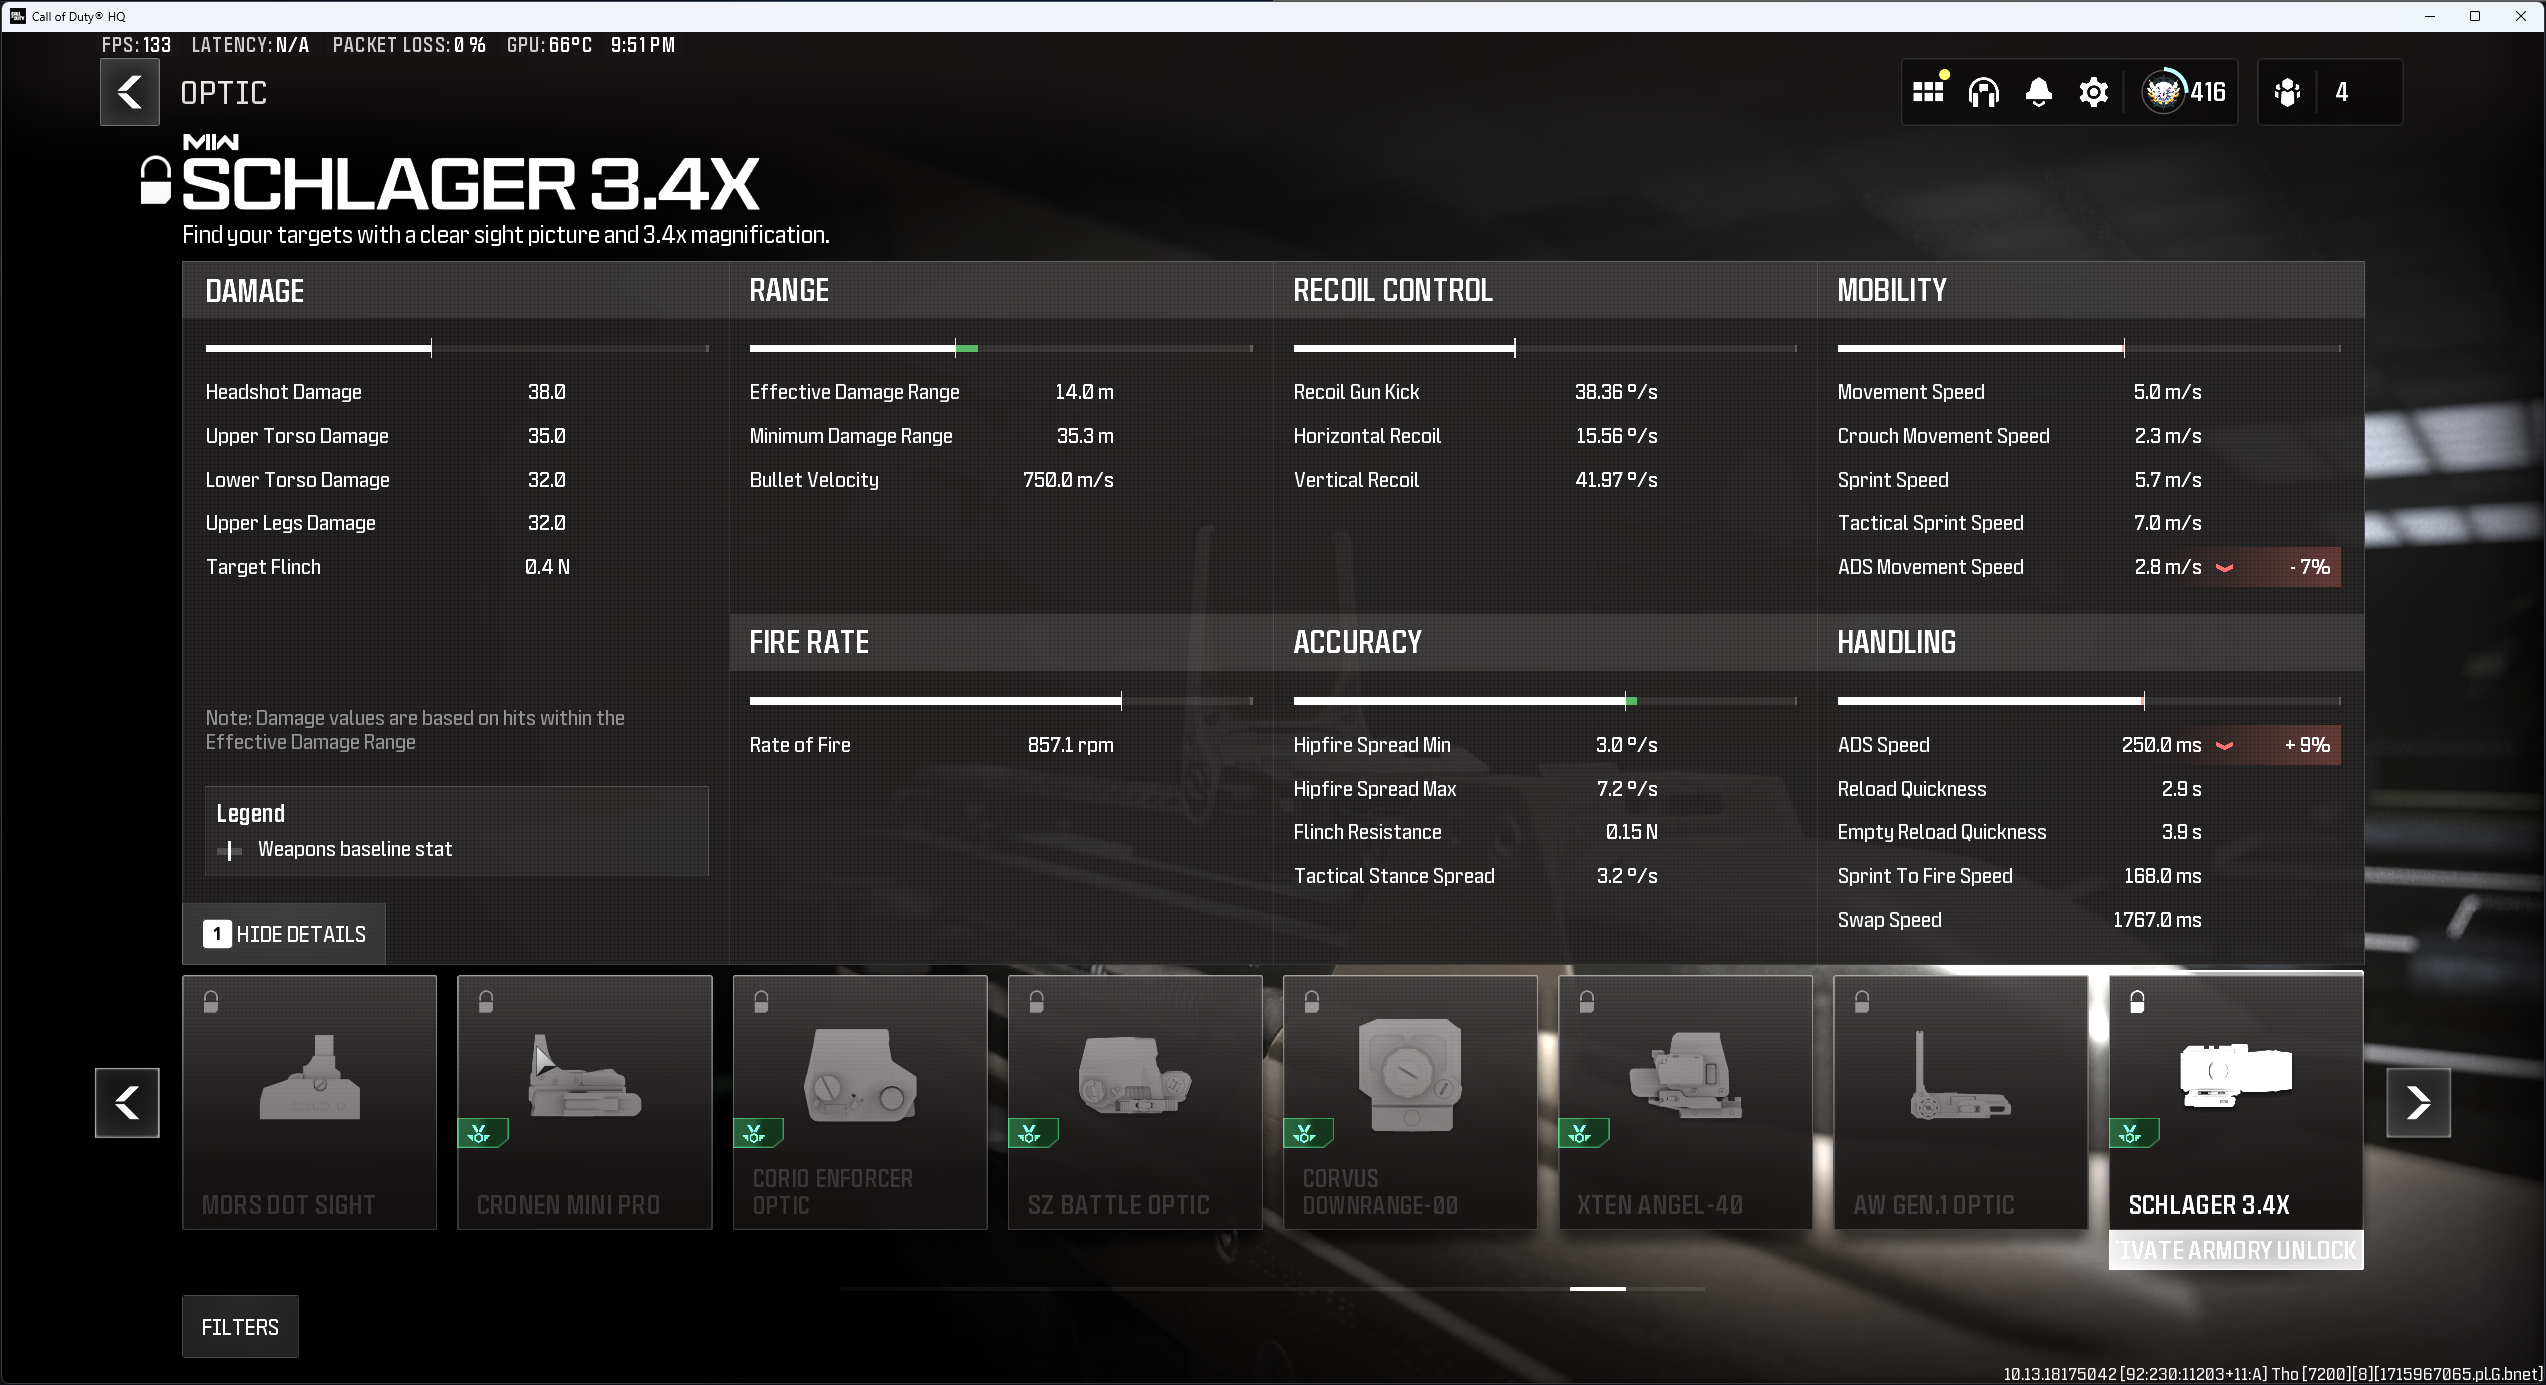 Call of Duty® HQ
FPS: 133 LATENCY: N/A PACKET LOSS: 0 % GPU: 66°C 9:51 PM
OPTIC
416
4
MW
SCHLAGER 3.4X
Find your targets with a clear sight picture and 3.4x magnification.
DAMAGE
Headshot Damage 38.0
Upper Torso Damage 35.0
Lower Torso Damage 32.0
Upper Legs Damage 32.0
Target Flinch 0.4 N
Note: Damage values are based on hits within the
Effective Damage Range
Legend
Weapons baseline stat
1 HIDE DETAILS
RANGE
Effective Damage Range 14.0 m
Minimum Damage Range 35.3 m
Bullet Velocity 750.0 m/s
FIRE RATE
Rate of Fire 857.1 rpm
RECOIL CONTROL
Recoil Gun Kick 38.36 º/s
Horizontal Recoil 15.56 º/s
Vertical Recoil 41.97 º/s
ACCURACY
Hipfire Spread Min 3.0 º/s
Hipfire Spread Max 7.2 º/s
Flinch Resistance 0.15 N
Tactical Stance Spread 3.2 º/s
MOBILITY
Movement Speed 5.0 m/s
Crouch Movement Speed 2.3 m/s
Sprint Speed 5.7 m/s
Tactical Sprint Speed 7.0 m/s
ADS Movement Speed 2.8 m/s - 7%
HANDLING
ADS Speed 250.0 ms + 9%
Reload Quickness 2.9 s
Empty Reload Quickness 3.9 s
Sprint To Fire Speed 168.0 ms
Swap Speed 1767.0 ms
MORS DOT SIGHT
CRONEN MINI PRO
CORIO ENFORCER
OPTIC
SZ BATTLE OPTIC
CORVUS
DOWNRANGE-00
XTEN ANGEL-40
AW GEN.1 OPTIC
SCHLAGER 3.4X
IVATE ARMORY UNLOCK
FILTERS
10.13.18175042 [92:230:11203+11:A] Tho [7200][8][1715967065.pl.G.bnet]